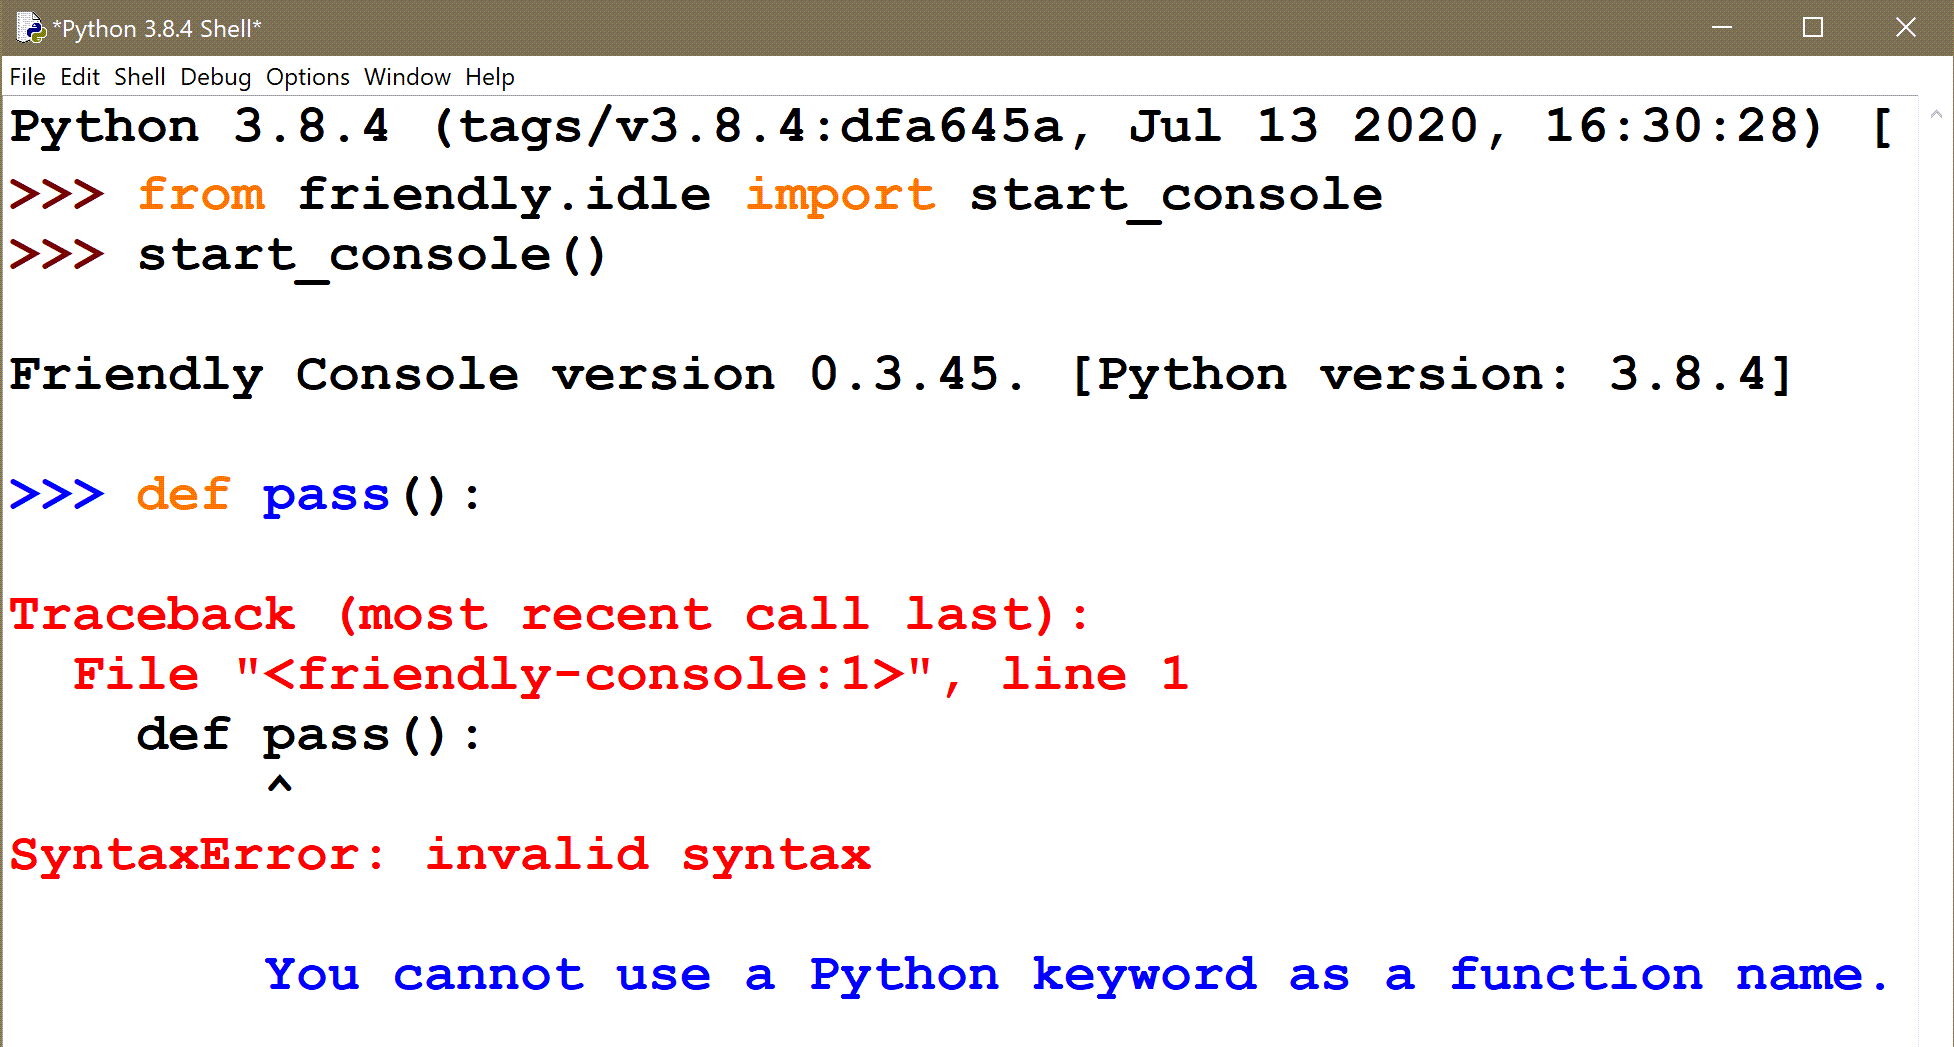 *Python 3.8.4 Shell*
File Edit Shell Debug Options Window Help
Python 3.8.4 (tags/v3.8.4:dfa645a, Jul 13 2020, 16:30:28) [
>>> from friendly.idle import start_console
>>> start_console()
Friendly Console version 0.3.45. [Python version: 3.8.4]
>>> def pass():
Traceback (most recent call last):
  File "<friendly-console:1>", line 1
    def pass():
        ^
SyntaxError: invalid syntax
        You cannot use a Python keyword as a function name.